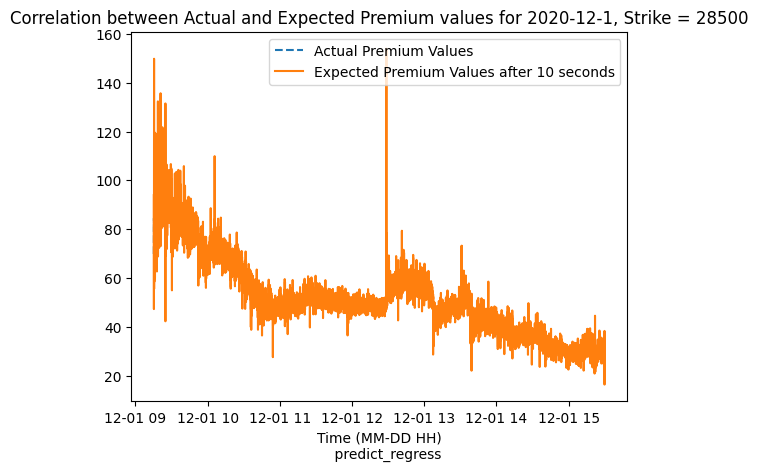 Correlation between Actual and Expected Premium values for 2020-12-1, Strike = 28500
Actual Premium Values
Expected Premium Values after 10 seconds
160
140
120
100
80
60
40
20
12-01 09 12-01 10 12-01 11 12-01 12 12-01 13 12-01 14 12-01 15
Time (MM-DD HH)
predict_regress